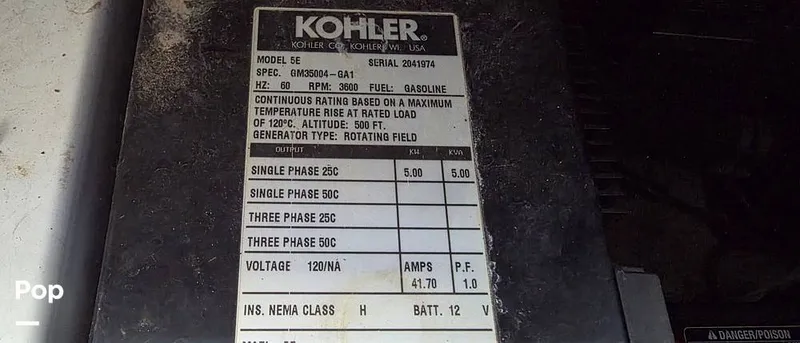 KOHLER®
KOHLER CO. KOHLER, WI. USA
MODEL 5E SERIAL 2041974
SPEC. GM35004-GA1
HZ: 60 RPM: 3600 FUEL: GASOLINE
CONTINUOUS RATING BASED ON A MAXIMUM
TEMPERATURE RISE AT RATED LOAD
OF 120°C. ALTITUDE: 500 FT.
GENERATOR TYPE: ROTATING FIELD
OUTPUT KW KVA
SINGLE PHASE 25C 5.00 5.00
SINGLE PHASE 50C
THREE PHASE 25C
THREE PHASE 50C
VOLTAGE 120/NA AMPS P.F.
41.70 1.0
INS. NEMA CLASS H BATT. 12 V
Pop
DANGER/POISON